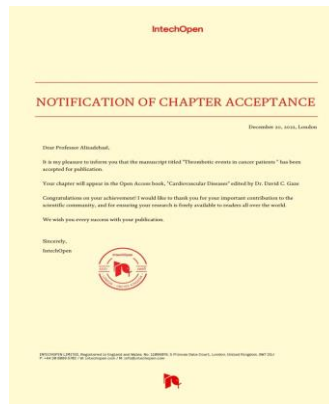 IntechOpen
NOTIFICATION OF CHAPTER ACCEPTANCE
London
Dear Professor
It is my pleasure to inform you that the manuscript titled "Thrombotic events in cancer patients" has been
accepted for publication.
Your chapter will appear in the Open Access book, "Cardiovascular Diseases" edited by Dr. David C. Gaze
Congratulations on your achievement! I would like to thank you for your important contribution to the
scientific community, and for ensuring your research is freely available to readers all over the world.
We wish you every success with your publication.
Sincerely,
IntechOpen
IntechOpen